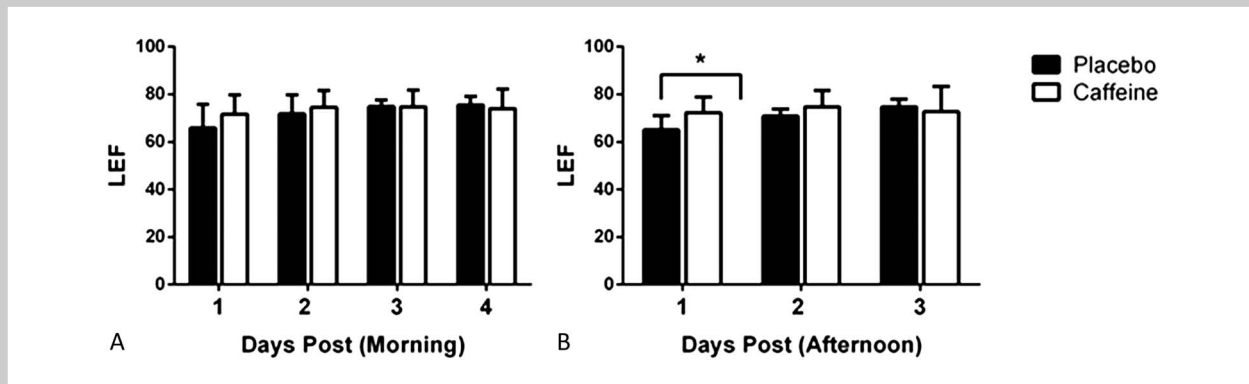 100
80
60
40
20
0
LEF
1 2 3 4
Days Post (Morning)
A
100
80
60
40
20
0
LEF
*
1 2 3
Days Post (Afternoon)
B
Placebo
Caffeine